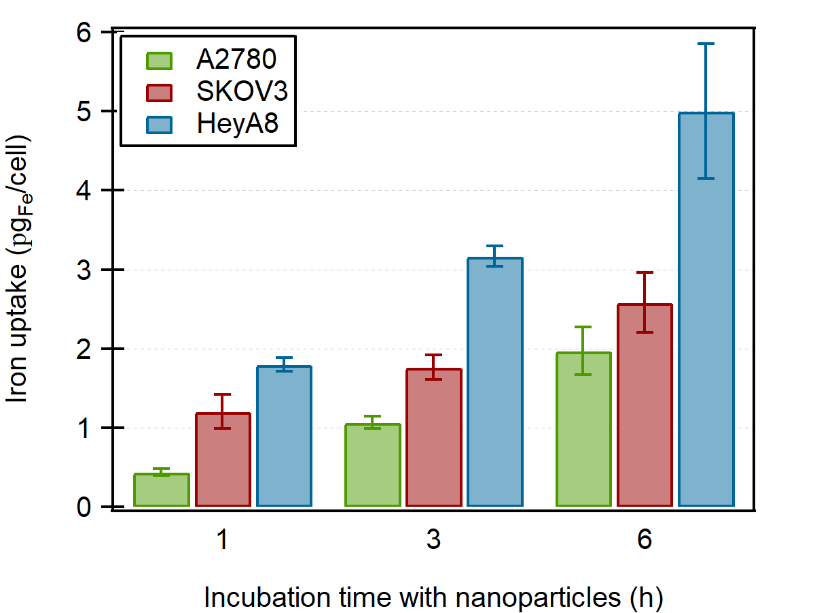 6
5
4
3
2
1
0
Iron uptake (pgFe/cell)
A2780
SKOV3
HeyA8
1 3 6
Incubation time with nanoparticles (h)